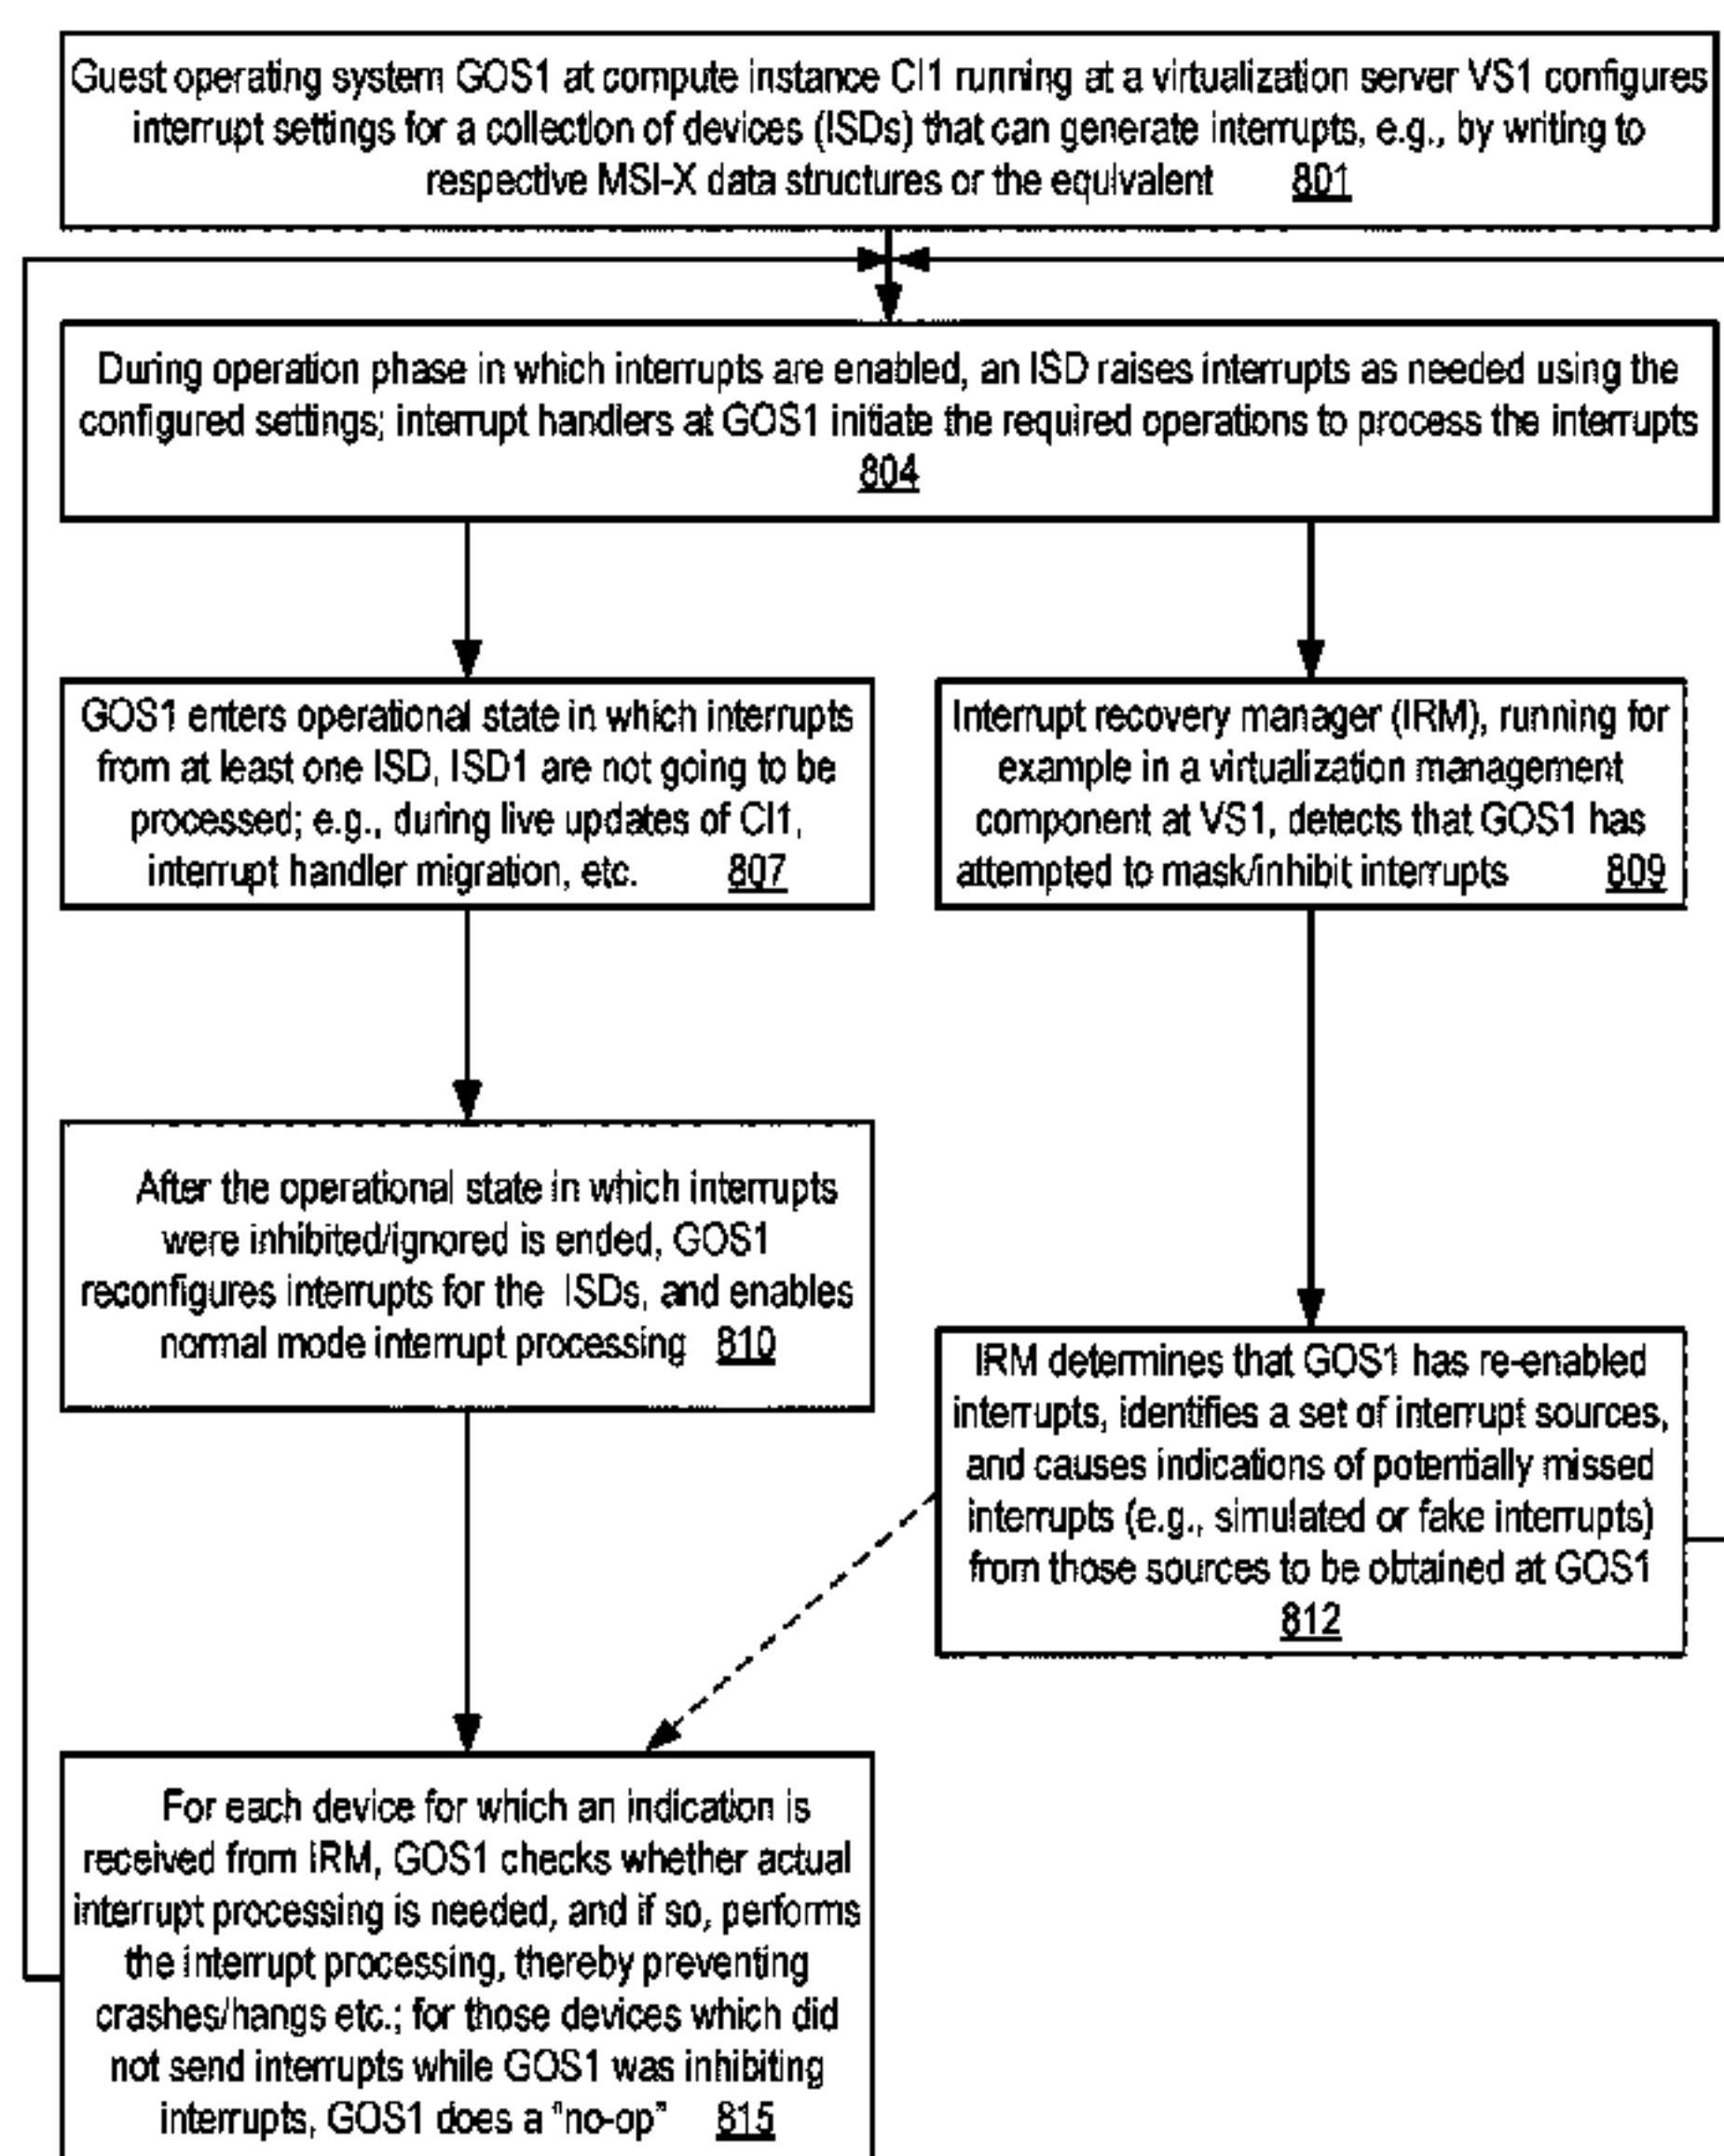 Guest operating system GOS1 at compute instance CI1 running at a virtualization server VS1 configures
interrupt settings for a collection of devices (ISDs) that can generate interrupts, e.g., by writing to
respective MSI-X data structures or the equivalent 801
During operation phase in which interrupts are enabled, an ISD raises interrupts as needed using the
configured settings; interrupt handlers at GOS1 initiate the required operations to process the interrupts
804
GOS1 enters operational state in which interrupts
from at least one ISD, ISD1 are not going to be
processed; e.g., during live updates of CI1,
interrupt handler migration, etc. 807
Interrupt recovery manager (IRM), running for
example in a virtualization management
component at VS1, detects that GOS1 has
attempted to mask/inhibit interrupts 809
After the operational state in which interrupts
were inhibited/ignored is ended, GOS1
reconfigures interrupts for the ISDs, and enables
normal mode interrupt processing 810
IRM determines that GOS1 has re-enabled
interrupts, identifies a set of interrupt sources,
and causes indications of potentially missed
interrupts (e.g., simulated or fake interrupts)
from those sources to be obtained at GOS1
812
For each device for which an indication is
received from IRM, GOS1 checks whether actual
interrupt processing is needed, and if so, performs
the interrupt processing, thereby preventing
crashes/hangs etc.; for those devices which did
not send interrupts while GOS1 was inhibiting
interrupts, GOS1 does a "no-op" 815